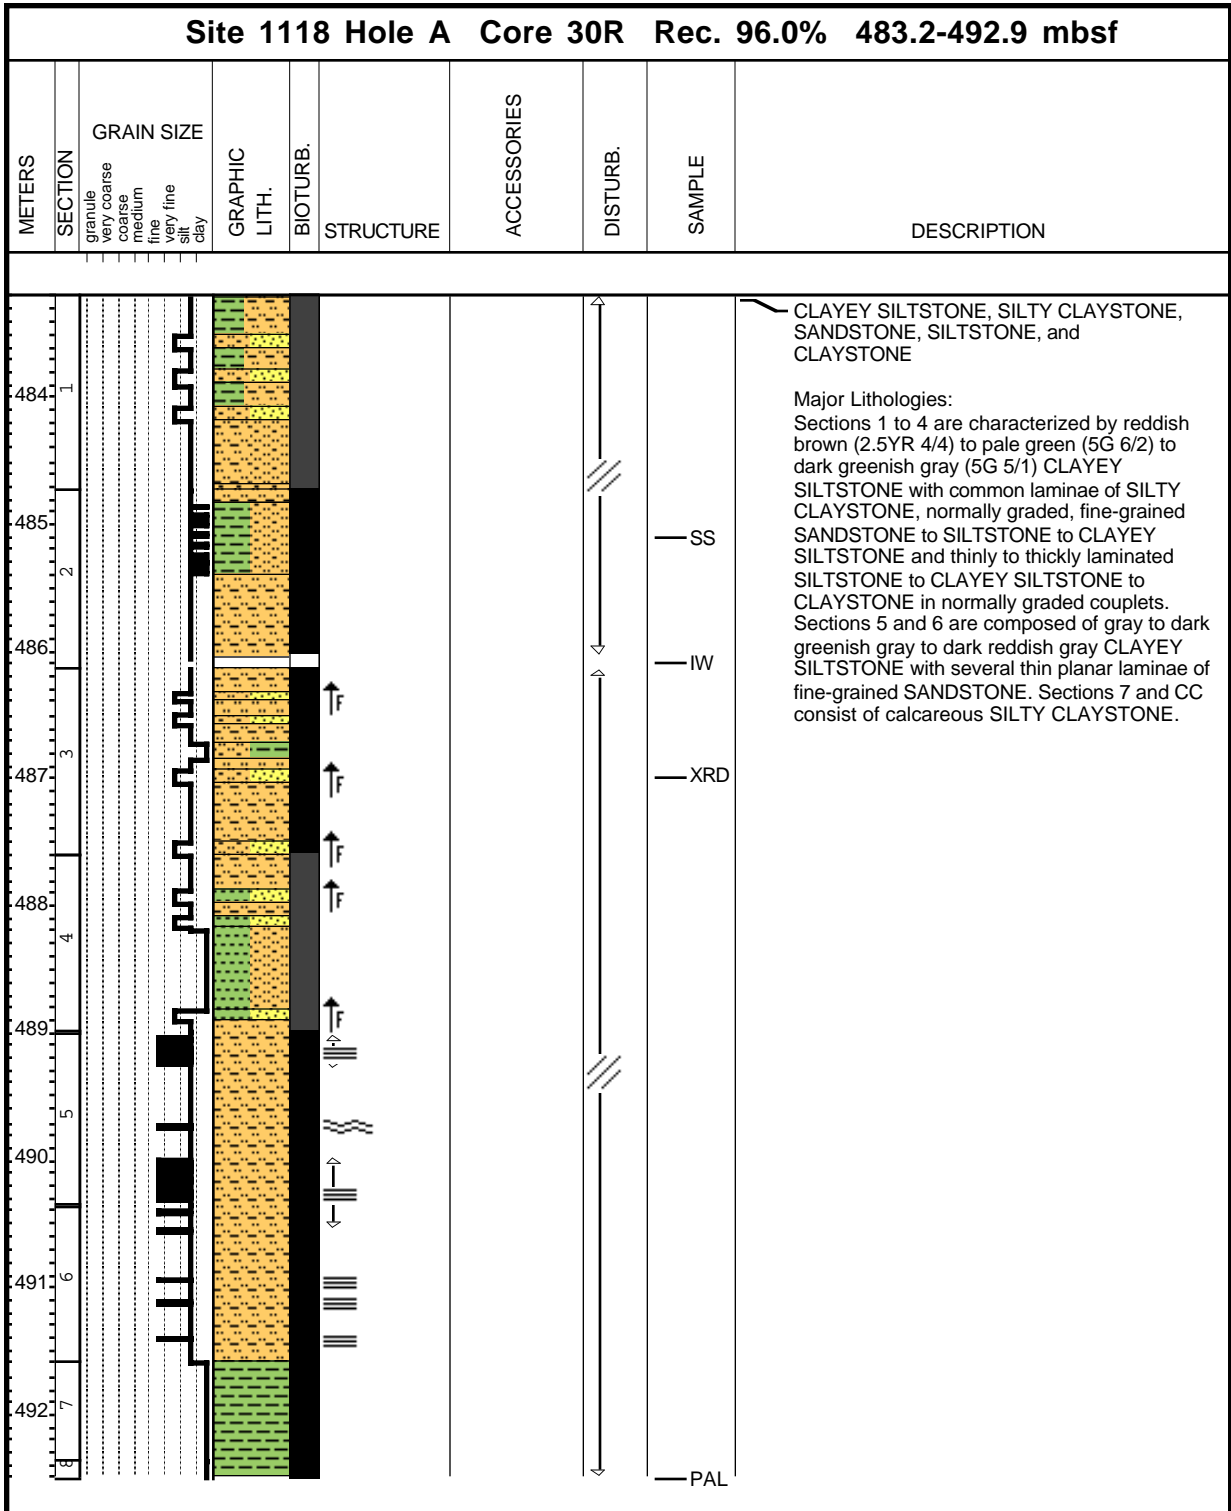 Site 1118 Hole A Core 30R Rec. 96.0% 483.2-492.9 mbsf
METERS
SECTION
GRAIN SIZE
granule
very coarse
coarse
medium
fine
very fine
silt
clay
GRAPHIC
LITH.
BIOTURB.
STRUCTURE
ACCESSORIES
DISTURB.
SAMPLE
DESCRIPTION
CLAYEY SILTSTONE, SILTY CLAYSTONE,
SANDSTONE, SILTSTONE, and
CLAYSTONE
Major Lithologies:
Sections 1 to 4 are characterized by reddish
brown (2.5YR 4/4) to pale green (5G 6/2) to
dark greenish gray (5G 5/1) CLAYEY
SILTSTONE with common laminae of SILTY
CLAYSTONE, normally graded, fine-grained
SANDSTONE to SILTSTONE to CLAYEY
SILTSTONE and thinly to thickly laminated
SILTSTONE to CLAYEY SILTSTONE to
CLAYSTONE in normally graded couplets.
Sections 5 and 6 are composed of gray to dark
greenish gray to dark reddish gray CLAYEY
SILTSTONE with several thin planar laminae of
fine-grained SANDSTONE. Sections 7 and CC
consist of calcareous SILTY CLAYSTONE.
484
1
485
SS
2
486
IW
F
3
487
XRD
F
F
488
F
4
489
F
5
490
6
491
492
7
8
PAL